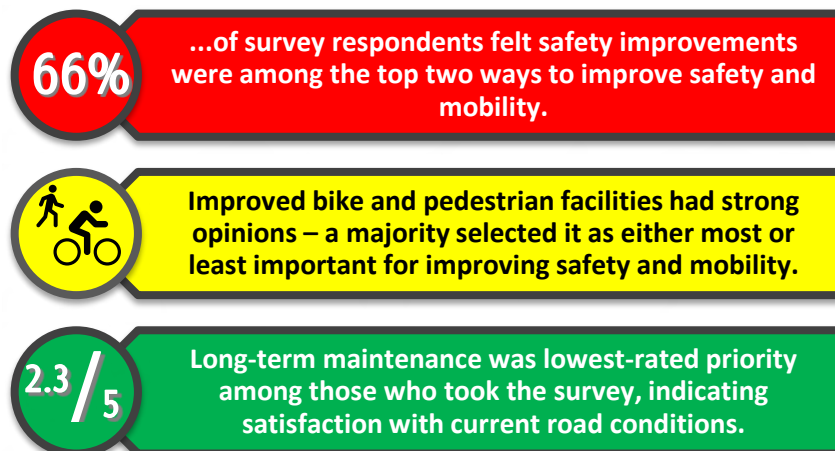 66%
...of survey respondents felt safety improvements
were among the top two ways to improve safety and
mobility.
Improved bike and pedestrian facilities had strong
opinions – a majority selected it as either most or
least important for improving safety and mobility.
2.3/5
Long-term maintenance was lowest-rated priority
among those who took the survey, indicating
satisfaction with current road conditions.